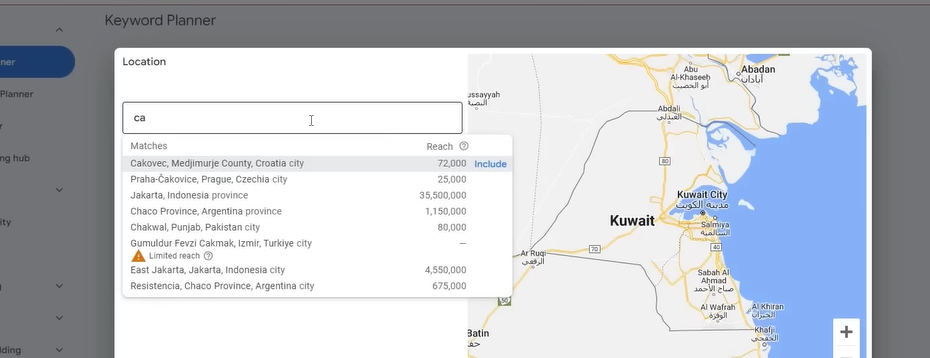 Keyword Planner
Location
ner
Planner
r
ng hub
ity
g
ding
ca
Matches Reach
Cakovec, Medjimurje County, Croatia city 72,000 Include
Praha-Čakovice, Prague, Czechia city 25,000
Jakarta, Indonesia province 35,500,000
Chaco Province, Argentina province 1,150,000
Chakwal, Punjab, Pakistan city 80,000
Gumuldur Fevzi Cakmak, Izmir, Turkiye city —
Limited reach
East Jakarta, Jakarta, Indonesia city 4,550,000
Resistencia, Chaco Province, Argentina city 675,000
Abu
Al-Khaseeb
أبو الخصيب
Abadan
آبادان
ussayyah
Abdali
العبدلي
80
Kuwait City
مدينة الكويت
Kuwait
Salmiya
السالمية
70
40
Ar Ruqi
الرقعي
50
Sabah Al
Ahmad
صباح الأحمد
Al Wafrah
الوفرة
Al Khiran
الخيران
Khafji
الخفجي
Batin
+